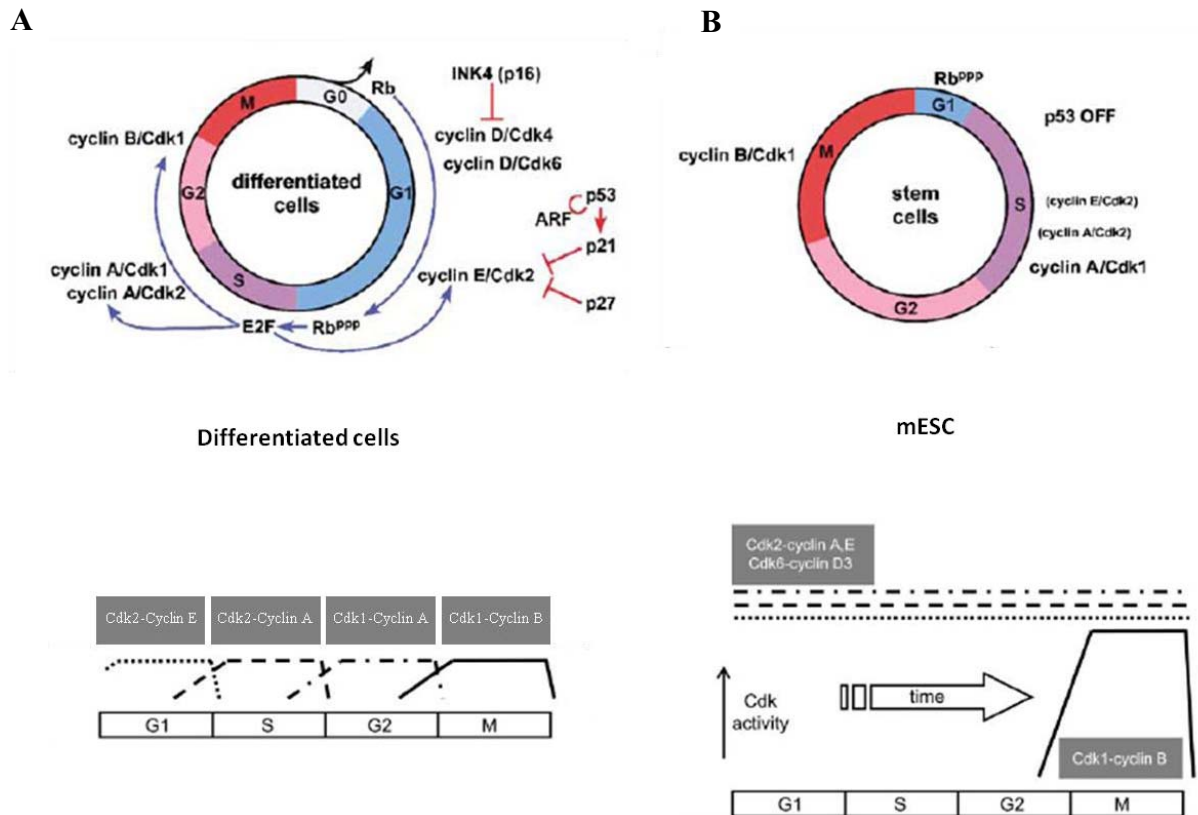 A
B
M
G0
Rb
INK4 (p16)
cyclin D/Cdk4
cyclin D/Cdk6
cyclin B/Cdk1
G2
differentiated
cells
G1
p53
ARF
p21
cyclin A/Cdk1
cyclin A/Cdk2
S
cyclin E/Cdk2
p27
E2F
Rbᵖᵖᵖ
Rbᵖᵖᵖ
G1
p53 OFF
cyclin B/Cdk1
M
stem
cells
S
(cyclin E/Cdk2)
(cyclin A/Cdk2)
cyclin A/Cdk1
G2
Differentiated cells
Cdk2-Cyclin E
Cdk2-Cyclin A
Cdk1-Cyclin A
Cdk1-Cyclin B
G1
S
G2
M
mESC
Cdk2-cyclin A,E
Cdk6-cyclin D3
Cdk
activity
time
Cdk1-cyclin B
G1
S
G2
M